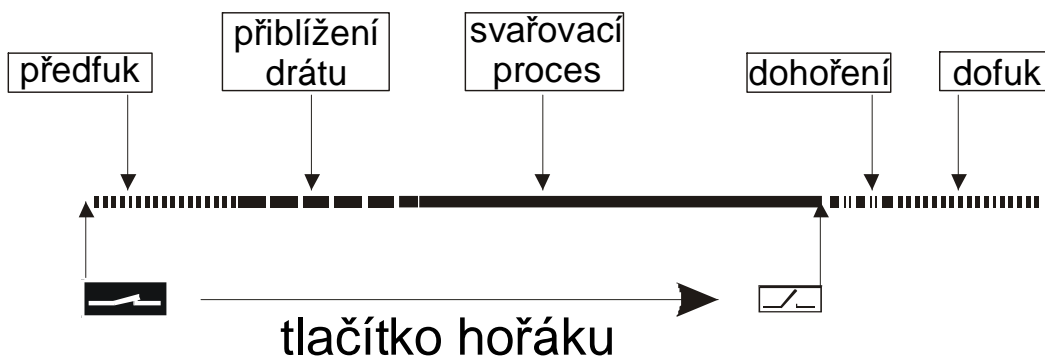 předfuk
přiblížení
drátu
svařovací
proces
dohoření
dofuk
tlačítko hořáku